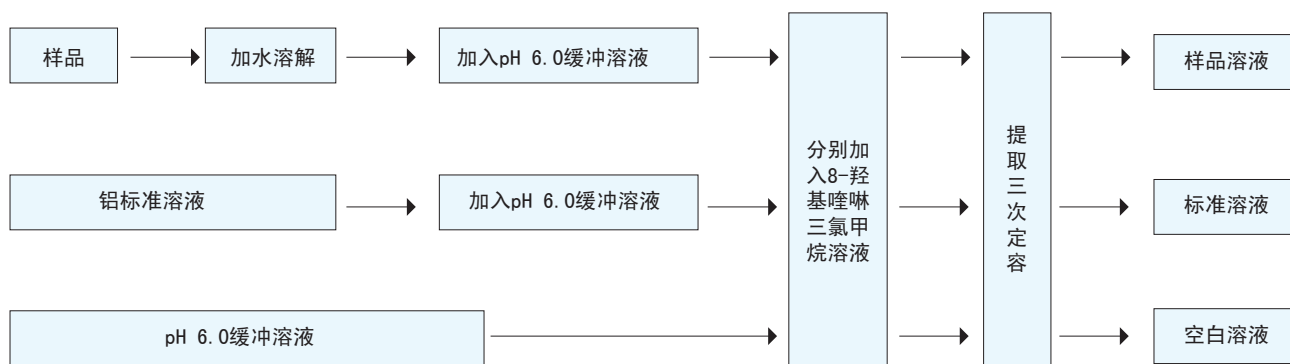 样品
加水溶解
加入pH 6.0缓冲溶液
样品溶液
铝标准溶液
加入pH 6.0缓冲溶液
分别加
入8-羟
基喹啉
三氯甲
烷溶液
提
取
三
次
定
容
标准溶液
pH 6.0缓冲溶液
空白溶液